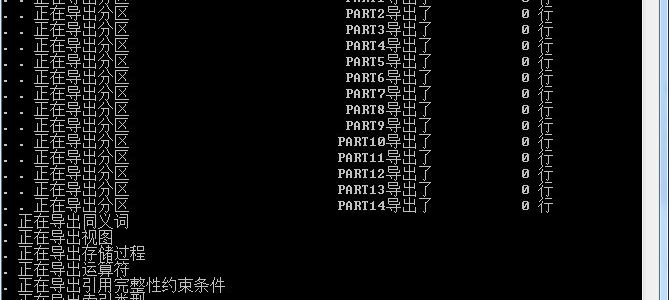 . . 正在导出分区 PART1导出了 0 行
. . 正在导出分区 PART2导出了 0 行
. . 正在导出分区 PART3导出了 0 行
. . 正在导出分区 PART4导出了 0 行
. . 正在导出分区 PART5导出了 0 行
. . 正在导出分区 PART6导出了 0 行
. . 正在导出分区 PART7导出了 0 行
. . 正在导出分区 PART8导出了 0 行
. . 正在导出分区 PART9导出了 0 行
. . 正在导出分区 PART10导出了 0 行
. . 正在导出分区 PART11导出了 0 行
. . 正在导出分区 PART12导出了 0 行
. . 正在导出分区 PART13导出了 0 行
. . 正在导出分区 PART14导出了 0 行
. 正在导出同义词
. 正在导出视图
. 正在导出存储过程
. 正在导出运算符
. 正在导出引用完整性约束条件
. 正在导出索引类型